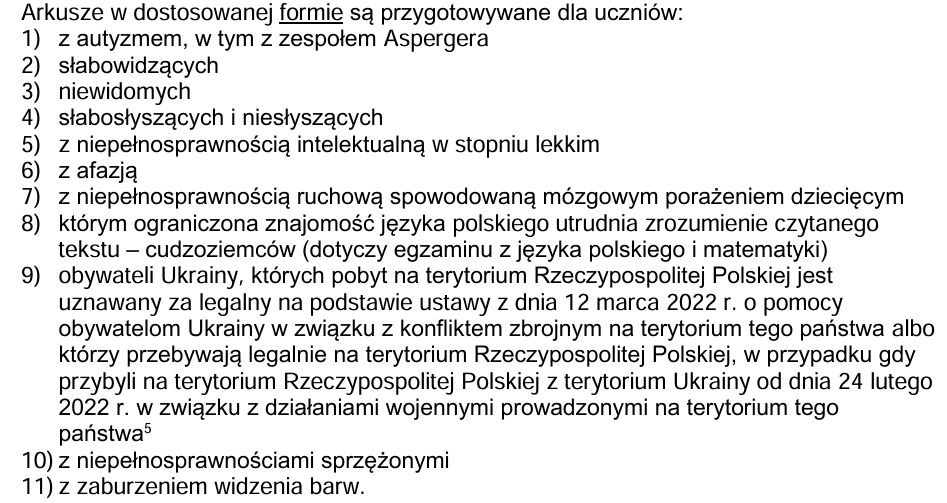 Arkusze w dostosowanej formie są przygotowywane dla uczniów:
1) z autyzmem, w tym z zespołem Aspergera
2) słabowidzących
3) niewidomych
4) słabosłyszących i niesłyszących
5) z niepełnosprawnością intelektualną w stopniu lekkim
6) z afazją
7) z niepełnosprawnością ruchową spowodowaną mózgowym porażeniem dziecięcym
8) którym ograniczona znajomość języka polskiego utrudnia zrozumienie czytanego
tekstu – cudzoziemców (dotyczy egzaminu z języka polskiego i matematyki)
9) obywateli Ukrainy, których pobyt na terytorium Rzeczypospolitej Polskiej jest
uznawany za legalny na podstawie ustawy z dnia 12 marca 2022 r. o pomocy
obywatelom Ukrainy w związku z konfliktem zbrojnym na terytorium tego państwa albo
którzy przebywają legalnie na terytorium Rzeczypospolitej Polskiej, w przypadku gdy
przybyli na terytorium Rzeczypospolitej Polskiej z terytorium Ukrainy od dnia 24 lutego
2022 r. w związku z działaniami wojennymi prowadzonymi na terytorium tego
państwa⁵
10) z niepełnosprawnościami sprzężonymi
11) z zaburzeniem widzenia barw.